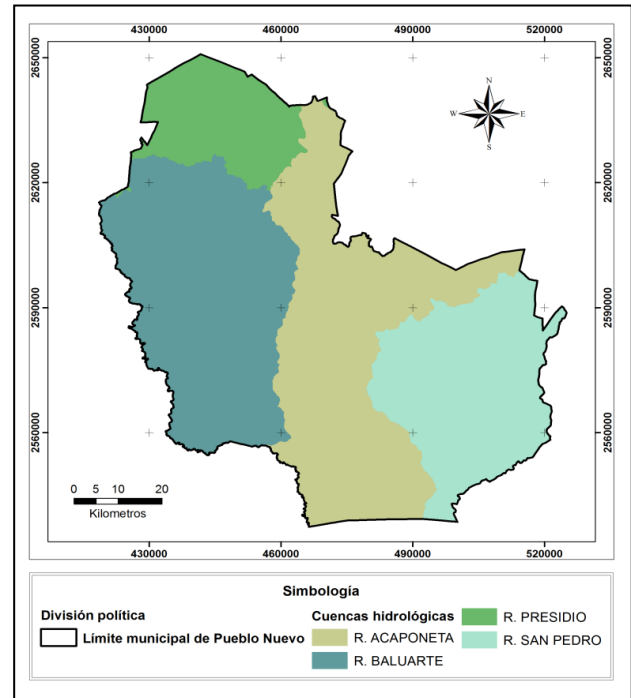 430000 460000 490000 520000
2650000 2650000
2620000 2620000
2590000 2590000
2560000 2560000
N
W E
S
0 5 10 20
Kilometros
430000 460000 490000 520000
Simbología
División política
Límite municipal de Pueblo Nuevo
Cuencas hidrológicas
R. ACAPONETA
R. BALUARTE
R. PRESIDIO
R. SAN PEDRO